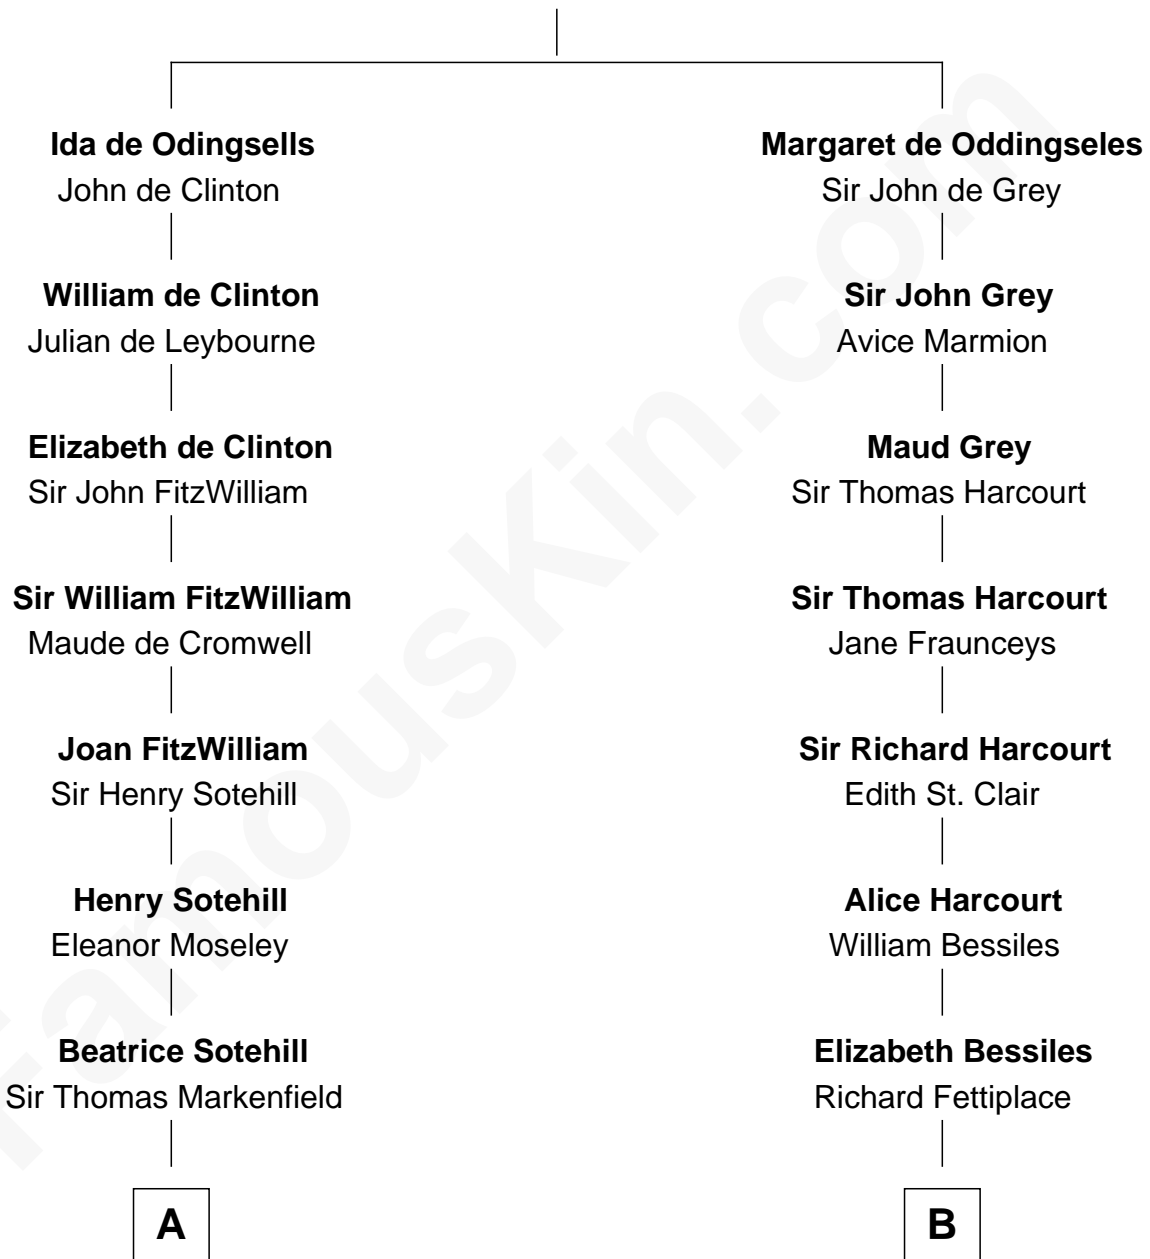 Ida de Odingsells
John de Clinton
William de Clinton
Julian de Leybourne
Elizabeth de Clinton
Sir John FitzWilliam
Sir William FitzWilliam
Maude de Cromwell
Joan FitzWilliam
Sir Henry Sotehill
Henry Sotehill
Eleanor Moseley
Beatrice Sotehill
Sir Thomas Markenfield
A
Margaret de Oddingseles
Sir John de Grey
Sir John Grey
Avice Marmion
Maud Grey
Sir Thomas Harcourt
Sir Thomas Harcourt
Jane Fraunceys
Sir Richard Harcourt
Edith St. Clair
Alice Harcourt
William Bessiles
Elizabeth Bessiles
Richard Fettiplace
B
FamousKin.com